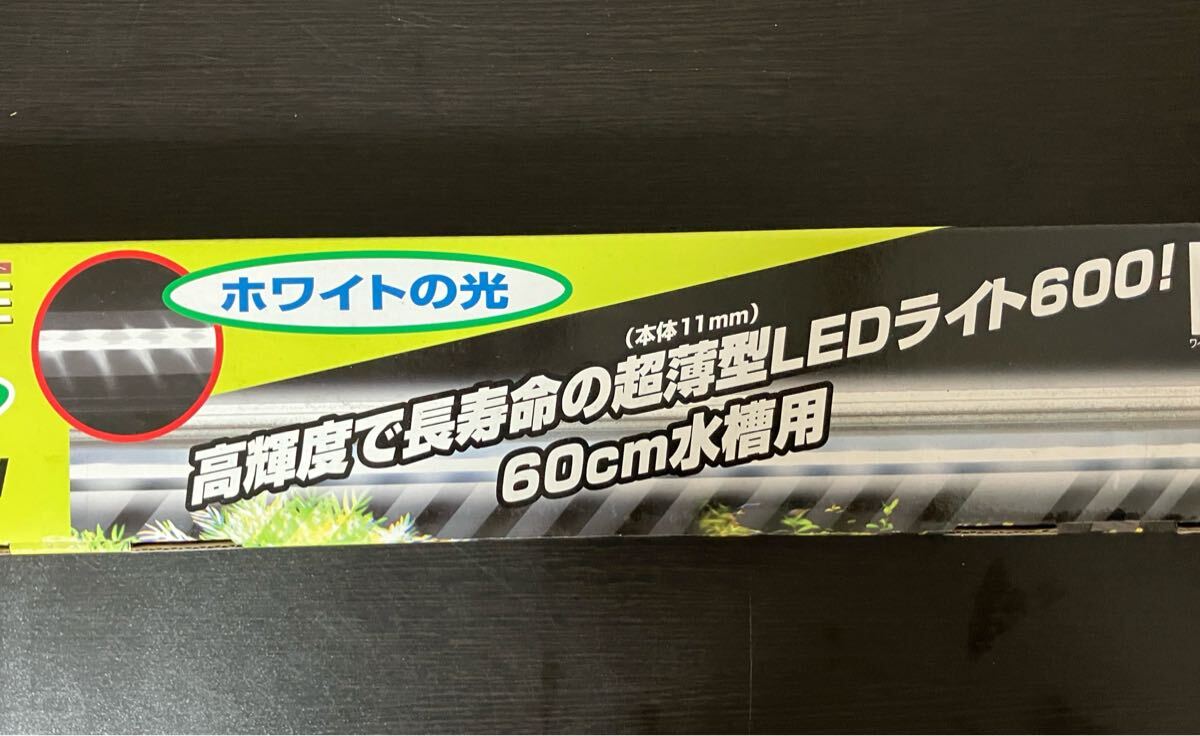 ホワイトの光
(本体11mm)
高輝度で長寿命の超薄型LEDライト600!
60cm水槽用